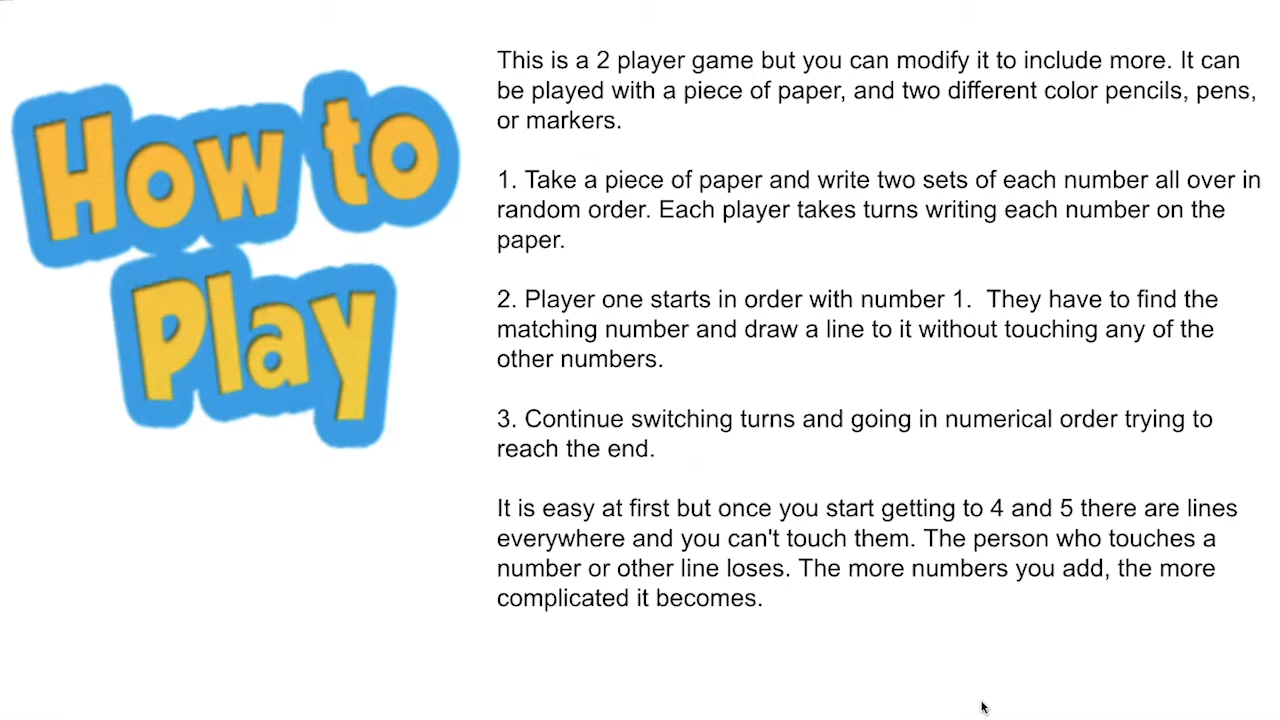 How to
Play
This is a 2 player game but you can modify it to include more. It can
be played with a piece of paper, and two different color pencils, pens,
or markers.
1. Take a piece of paper and write two sets of each number all over in
random order. Each player takes turns writing each number on the
paper.
2. Player one starts in order with number 1.  They have to find the
matching number and draw a line to it without touching any of the
other numbers.
3. Continue switching turns and going in numerical order trying to
reach the end.
It is easy at first but once you start getting to 4 and 5 there are lines
everywhere and you can't touch them. The person who touches a
number or other line loses. The more numbers you add, the more
complicated it becomes.